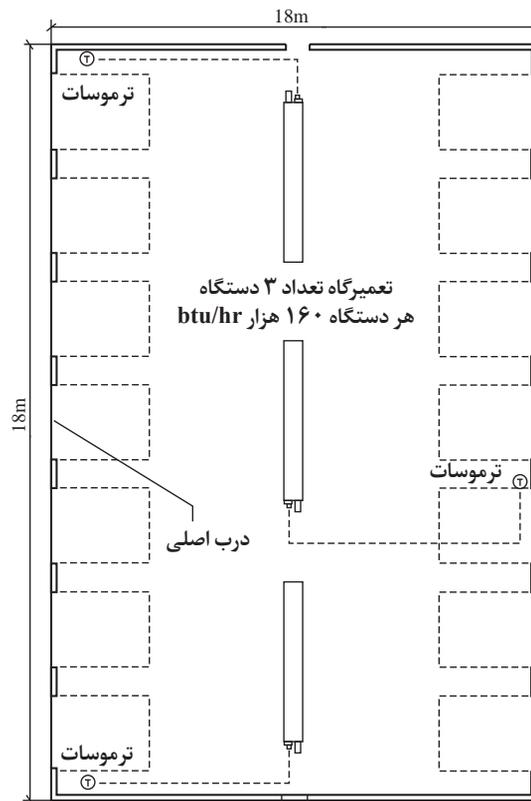 18m
T
ترموسات
تعمیرگاه تعداد ۳ دستگاه
هر دستگاه ۱۶۰ هزار btu/hr
18m
ترموسات
T
درب اصلی
ترموسات
T